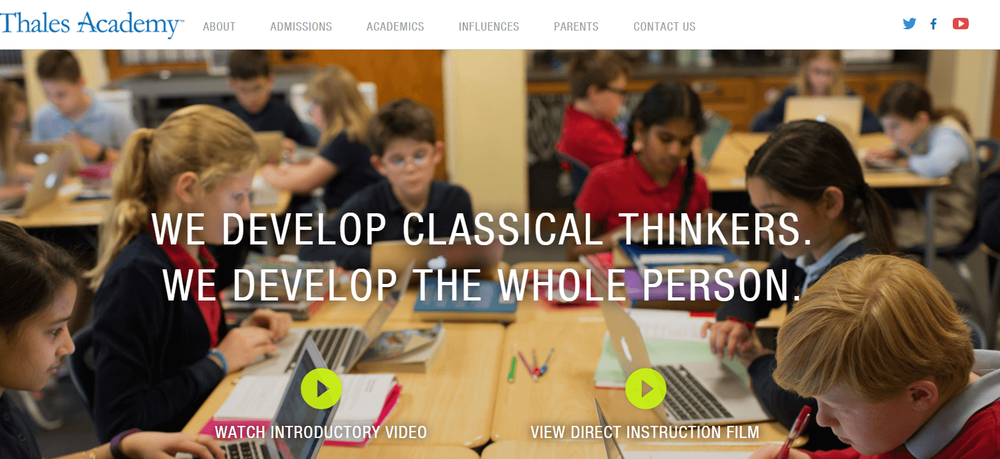 Thales Academy™
ABOUT
ADMISSIONS
ACADEMICS
INFLUENCES
PARENTS
CONTACT US
WE DEVELOP CLASSICAL THINKERS.
WE DEVELOP THE WHOLE PERSON.
WATCH INTRODUCTORY VIDEO
VIEW DIRECT INSTRUCTION FILM